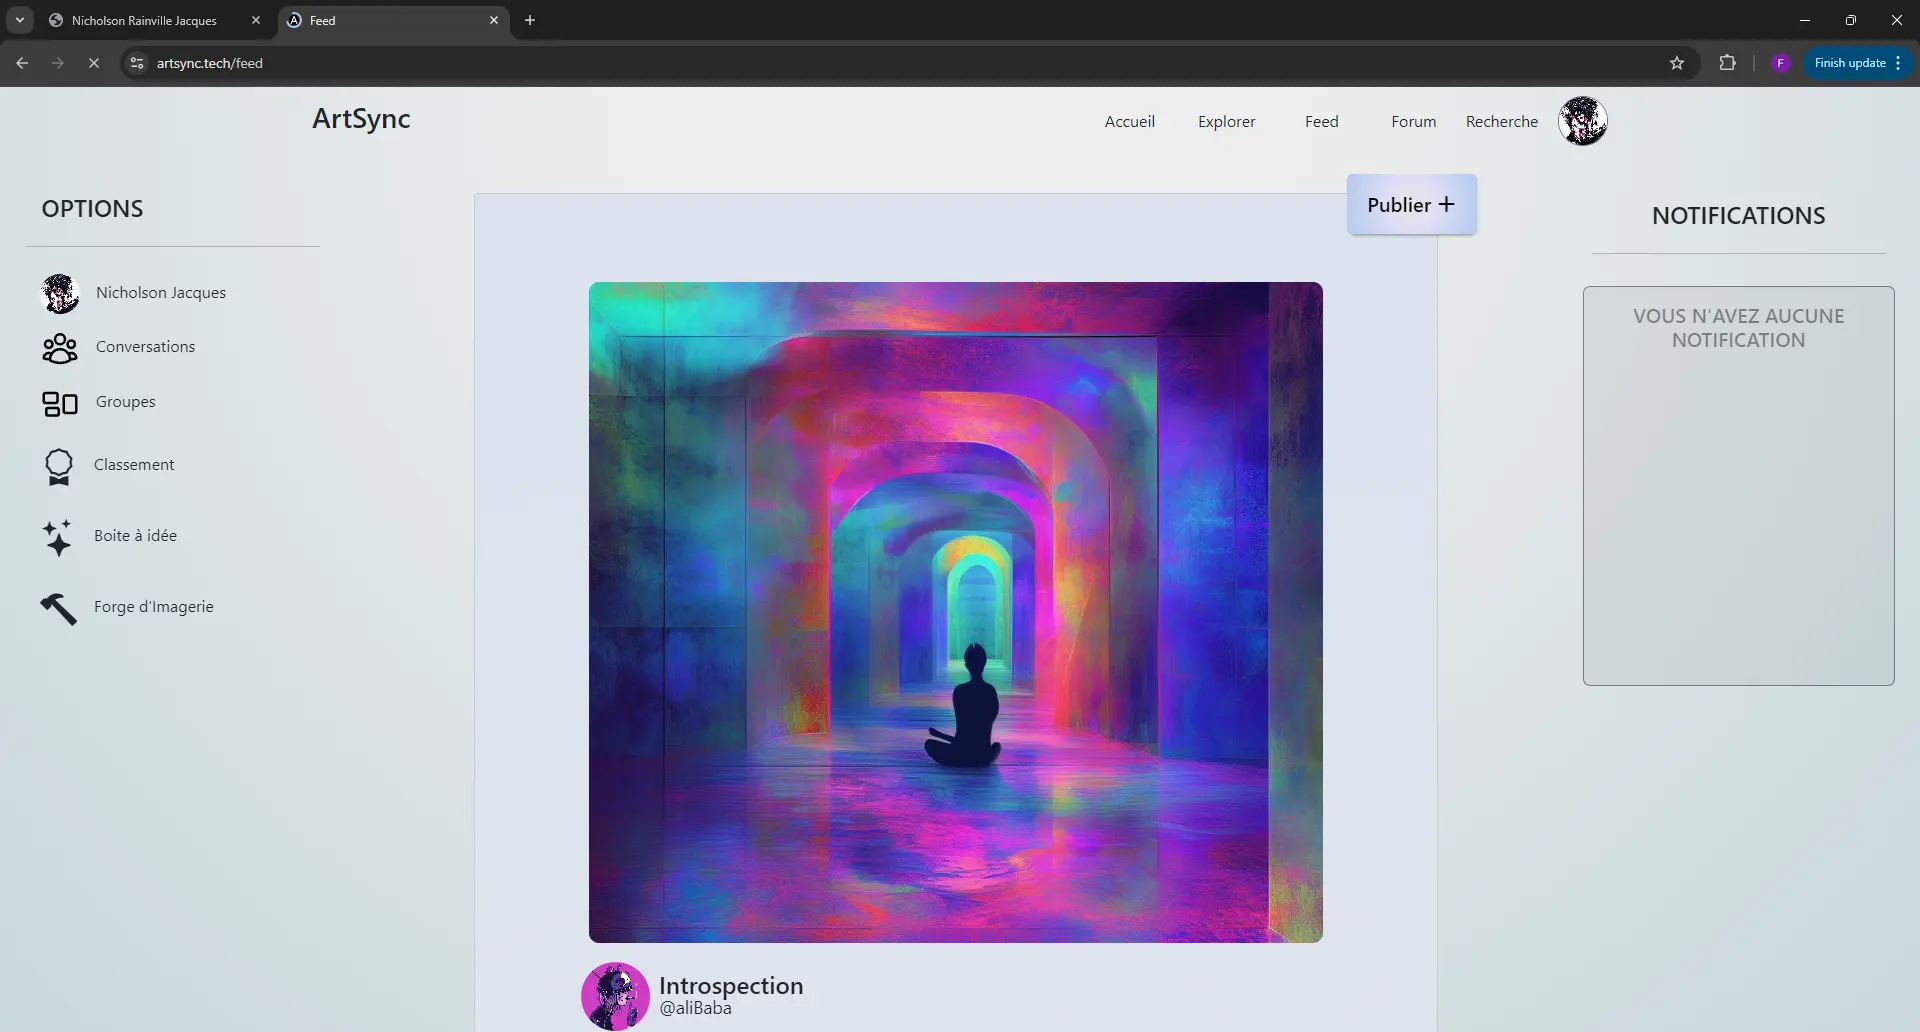 Nicholson Rainville Jacques
Feed
artsync.tech/feed
F
Finish update
ArtSync
Accueil
Explorer
Feed
Forum
Recherche
OPTIONS
Nicholson Jacques
Conversations
Groupes
Classement
Boite à idée
Forge d'Imagerie
Publier +
Introspection
@aliBaba
NOTIFICATIONS
VOUS N'AVEZ AUCUNE
NOTIFICATION